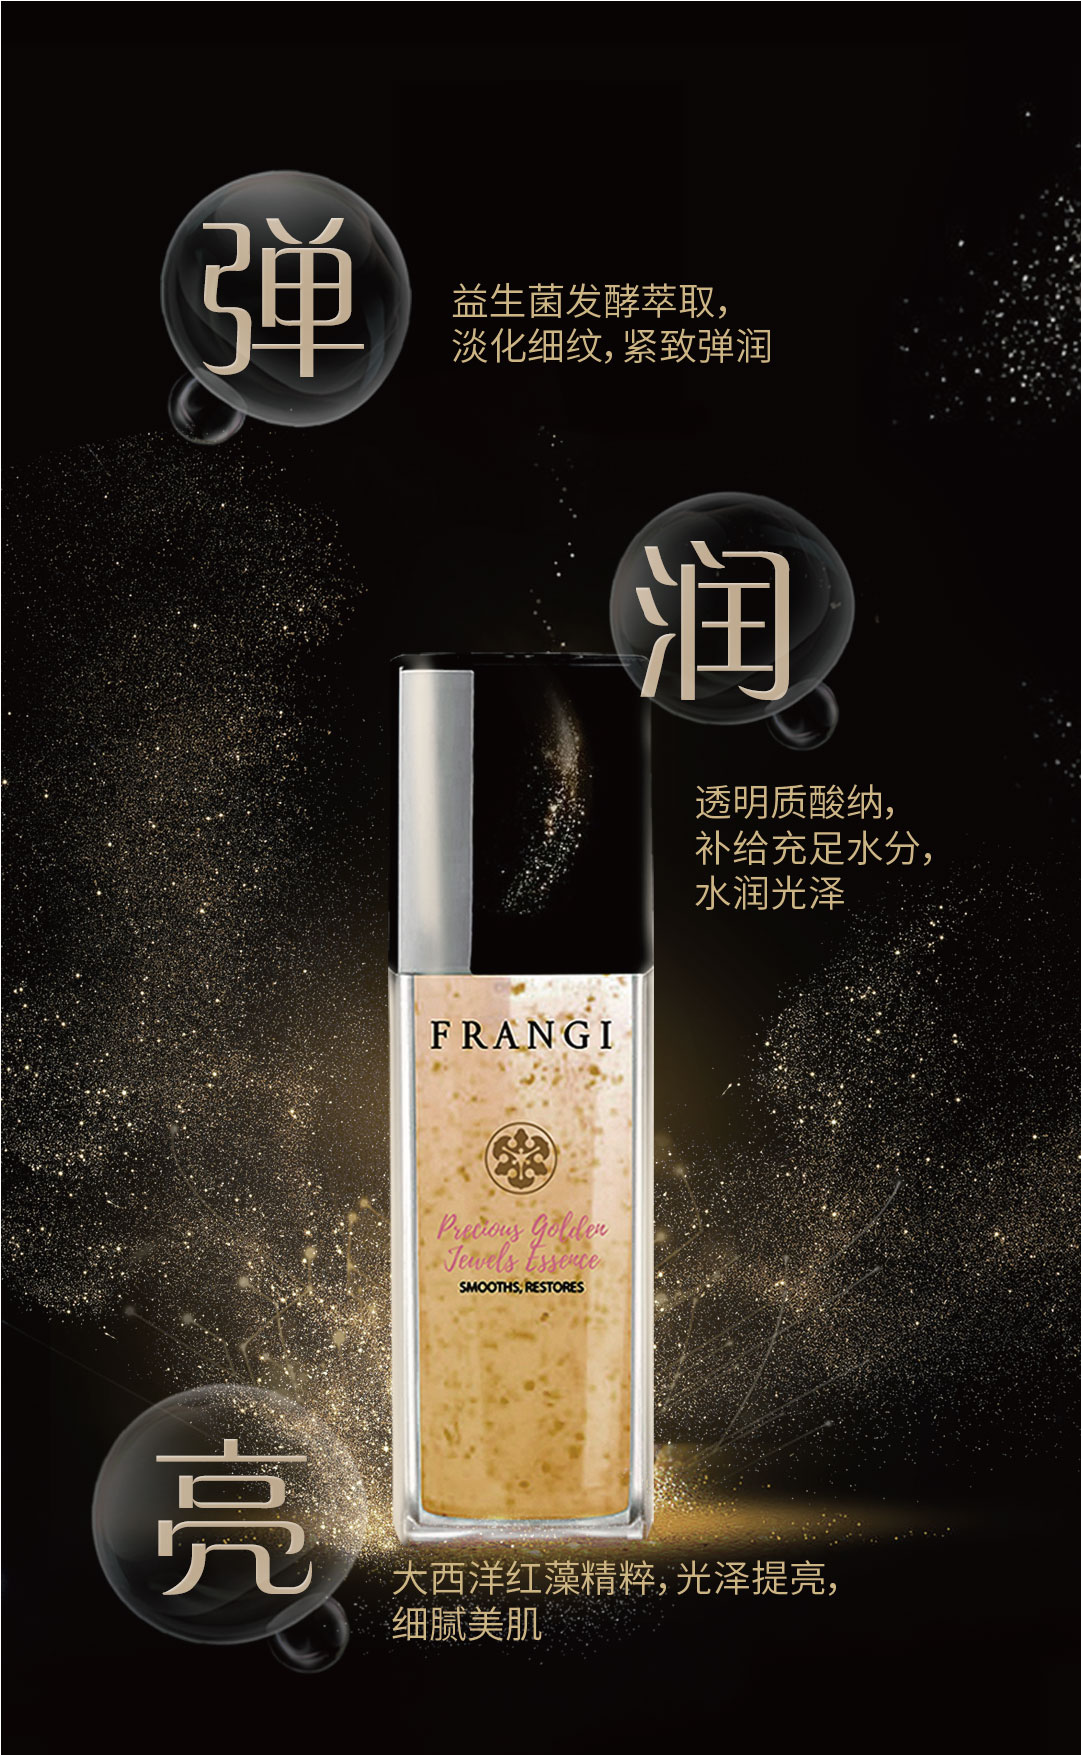 弹
益生菌发酵萃取，
淡化细纹，紧致弹润
润
透明质酸纳，
补给充足水分，
水润光泽
FRANGI
Precious Golden
Jewels Essence
SMOOTHS, RESTORES
亮
大西洋红藻精粹，光泽提亮，
细腻美肌